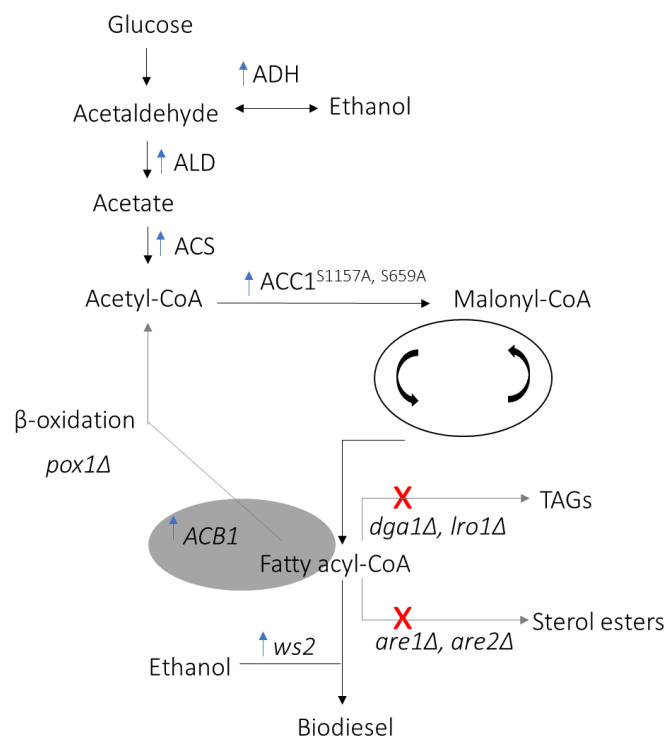 Glucose
ADH
Acetaldehyde
Ethanol
ALD
Acetate
ACS
ACC1S1157A, S659A
Acetyl-CoA
Malonyl-CoA
β-oxidation
pox1Δ
TAGs
ACB1
dga1Δ, lro1Δ
Fatty acyl-CoA
Sterol esters
are1Δ, are2Δ
ws2
Ethanol
Biodiesel